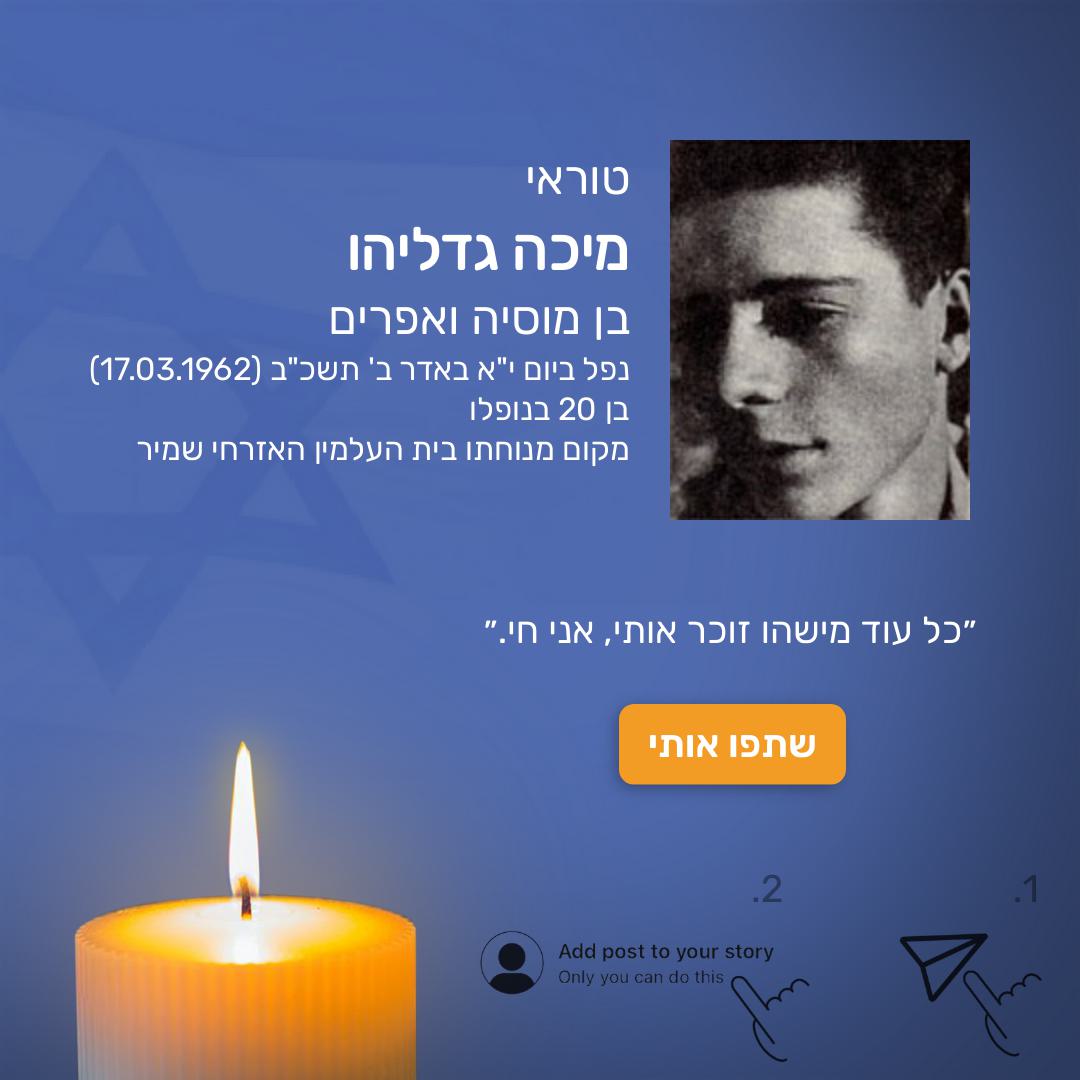 טוראי
מיכה גדליהו
בן מוסיה ואפרים
נפל ביום י"א באדר ב' תשכ"ב (17.03.1962)
בן 20 בנופלו
מקום מנוחתו בית העלמין האזרחי שמיר
״כל עוד מישהו זוכר אותי, אני חי.״
שתפו אותי
1.
2.
Add post to your story
Only you can do this